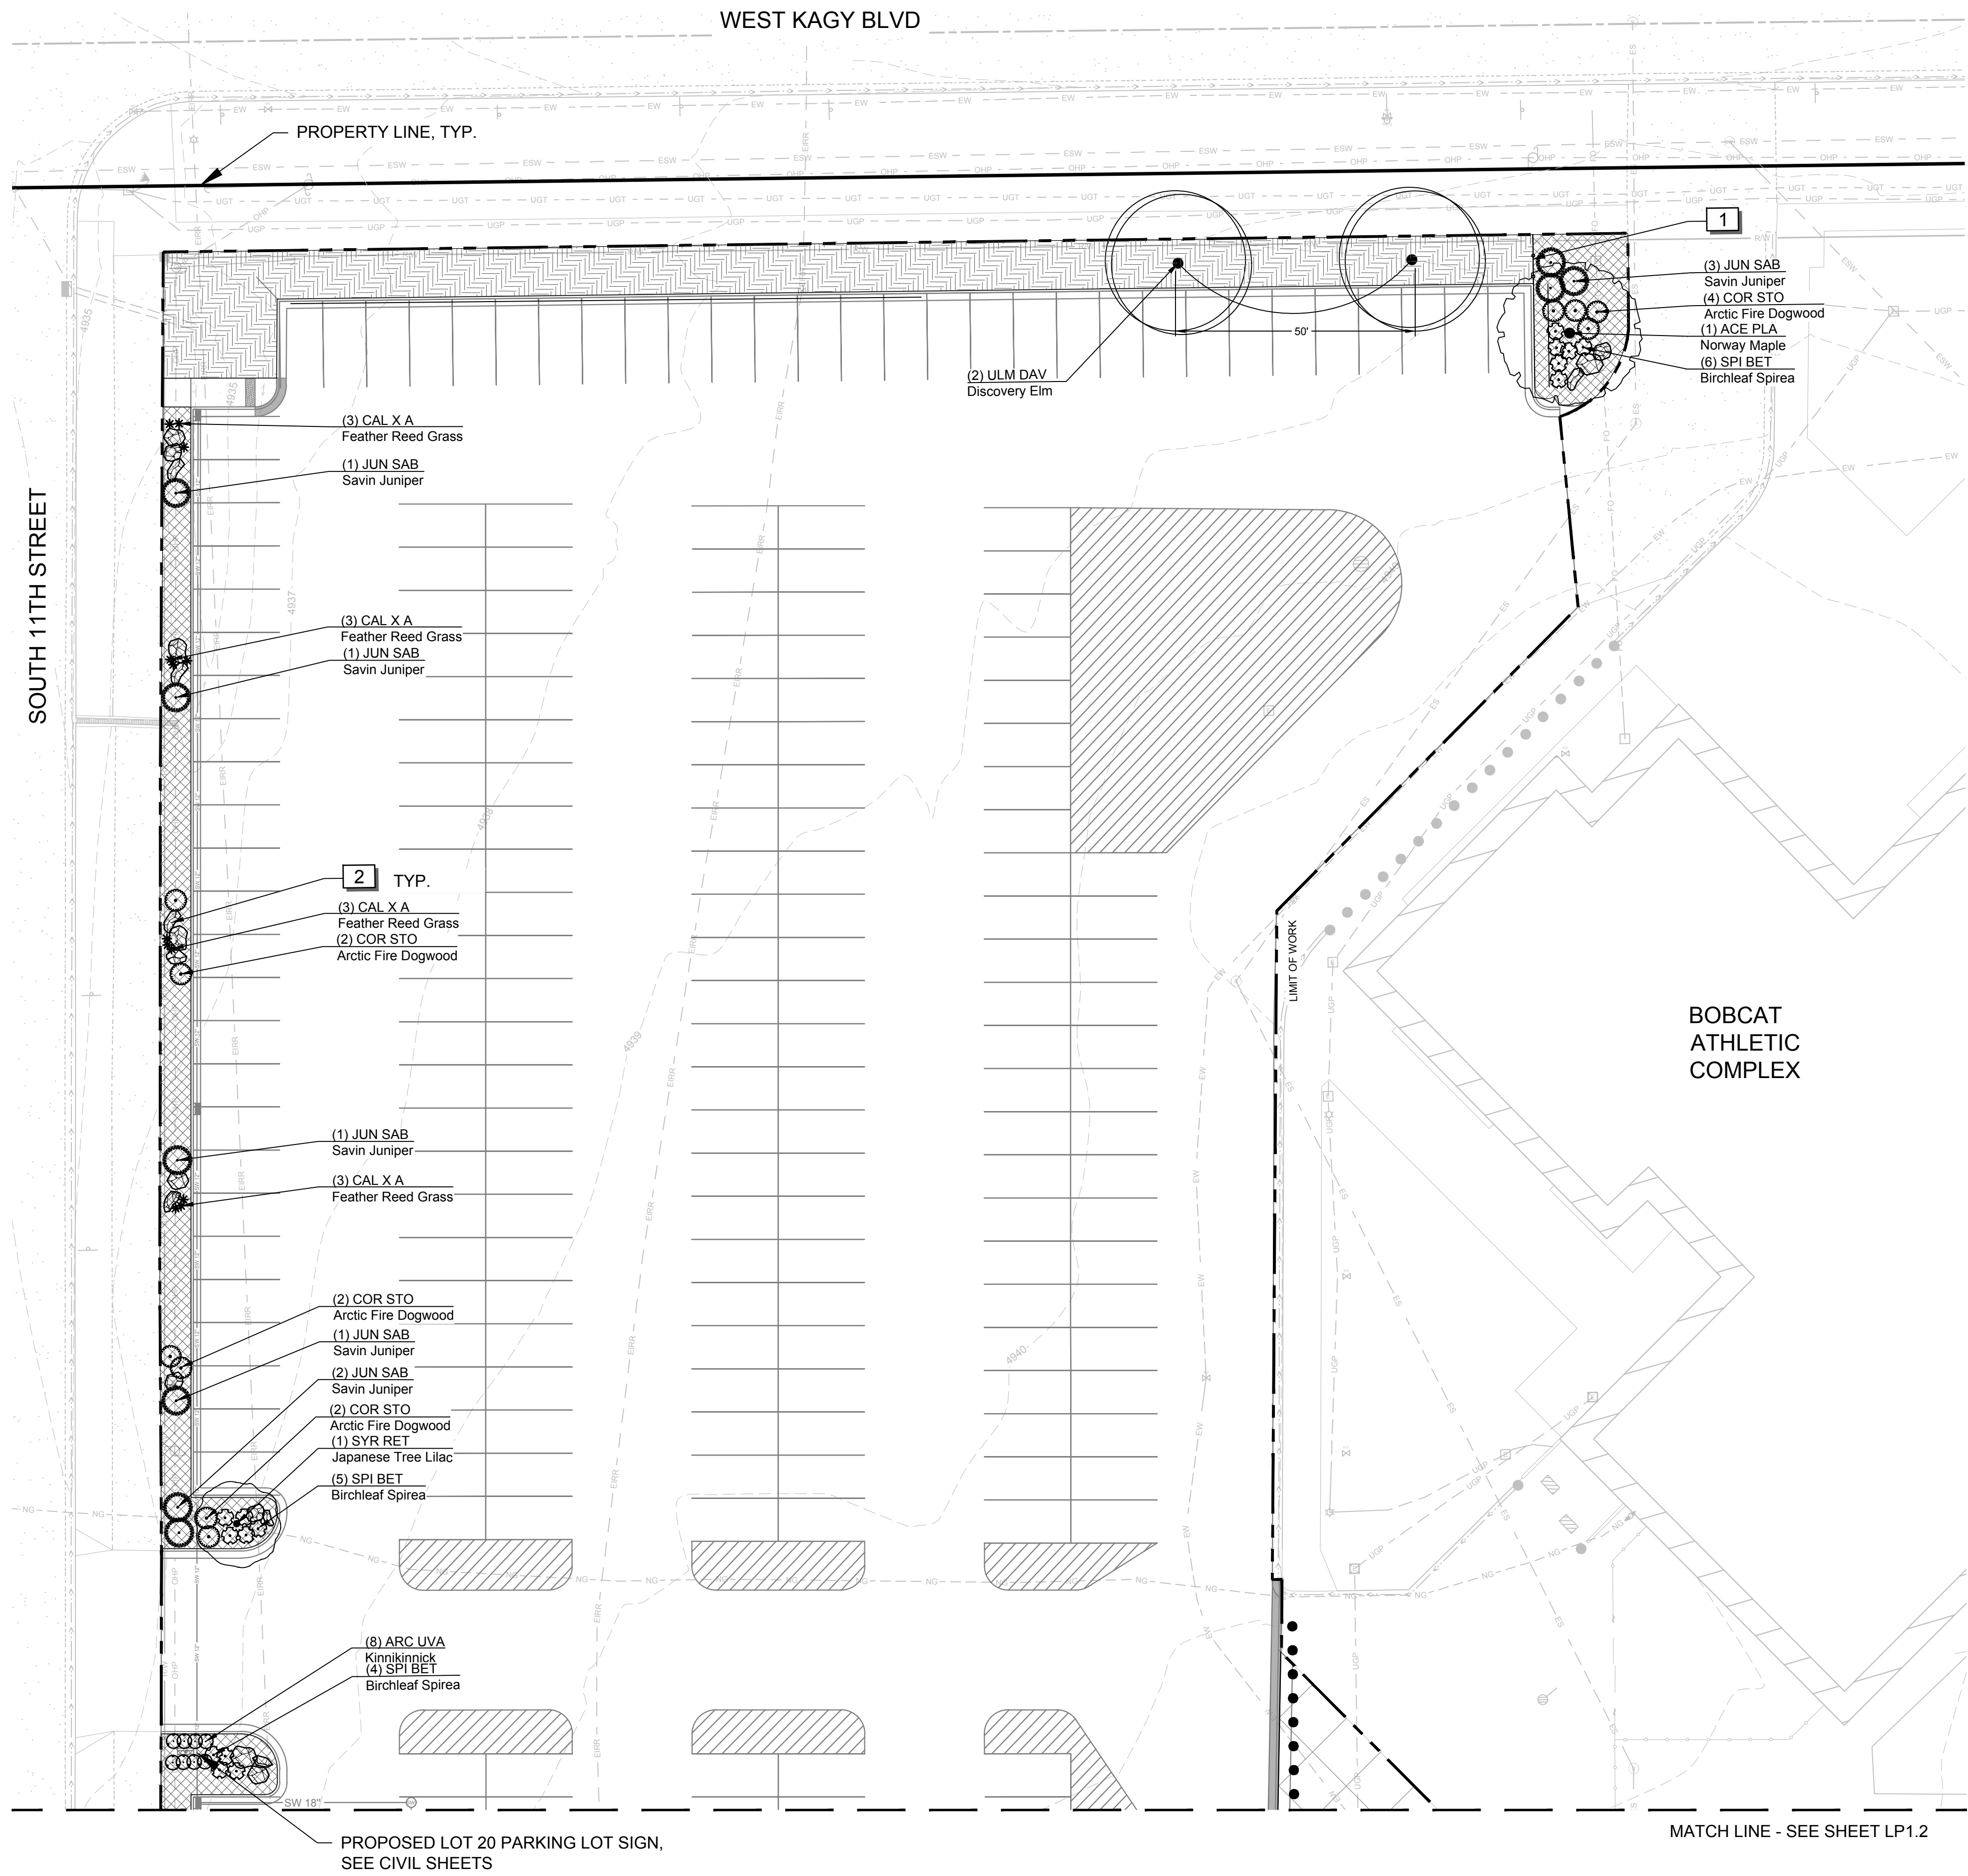 WEST KAGY BLVD
PROPERTY LINE, TYP.
SOUTH 11TH STREET
1
(3) JUN SAB
Savin Juniper
(4) COR STO
Arctic Fire Dogwood
(1) ACE PLA
Norway Maple
(6) SPI BET
Birchleaf Spirea
50'
(2) ULM DAV
Discovery Elm
(3) CAL X A
Feather Reed Grass
(1) JUN SAB
Savin Juniper
(3) CAL X A
Feather Reed Grass
(1) JUN SAB
Savin Juniper
2 TYP.
(3) CAL X A
Feather Reed Grass
(2) COR STO
Arctic Fire Dogwood
LIMIT OF WORK
BOBCAT
ATHLETIC
COMPLEX
(1) JUN SAB
Savin Juniper
(3) CAL X A
Feather Reed Grass
(2) COR STO
Arctic Fire Dogwood
(1) JUN SAB
Savin Juniper
(2) JUN SAB
Savin Juniper
(2) COR STO
Arctic Fire Dogwood
(1) SYR RET
Japanese Tree Lilac
(5) SPI BET
Birchleaf Spirea
(8) ARC UVA
Kinnikinnick
(4) SPI BET
Birchleaf Spirea
4935
4935
4937
4938
4939
4940
SW 18"
MATCH LINE - SEE SHEET LP1.2
PROPOSED LOT 20 PARKING LOT SIGN,
SEE CIVIL SHEETS